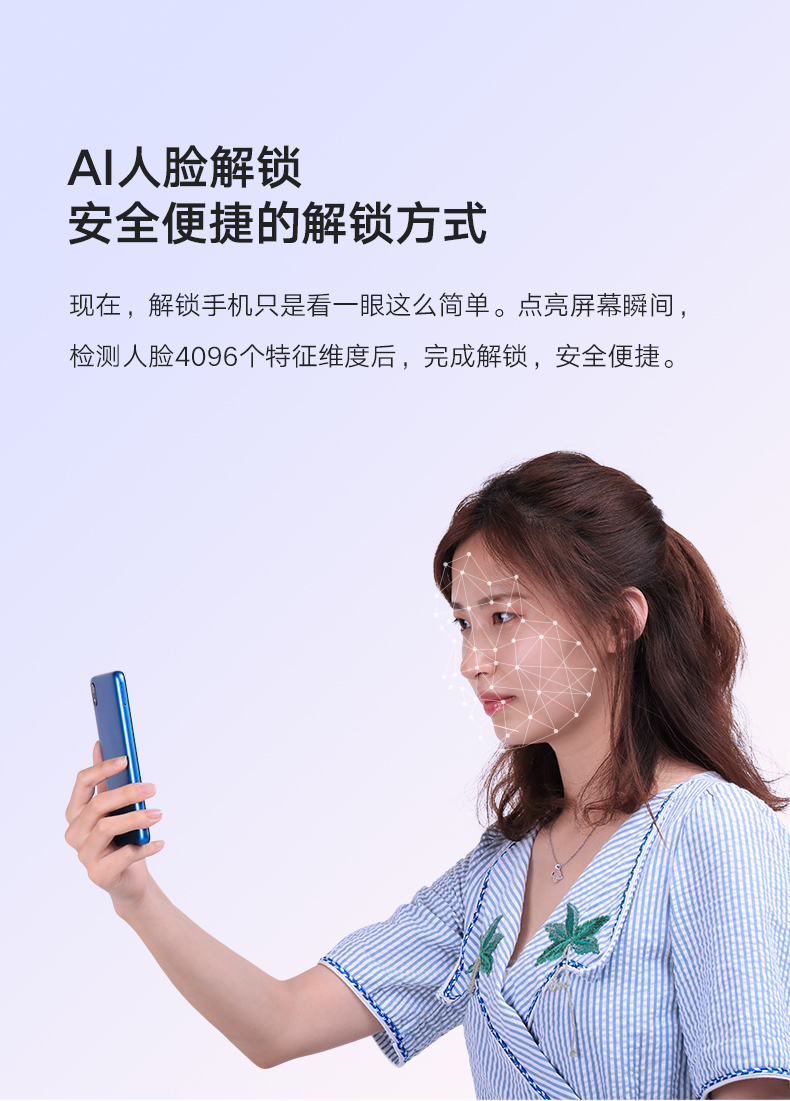 AI人脸解锁
安全便捷的解锁方式
现在，解锁手机只是看一眼这么简单。点亮屏幕瞬间，
检测人脸4096个特征维度后，完成解锁，安全便捷。